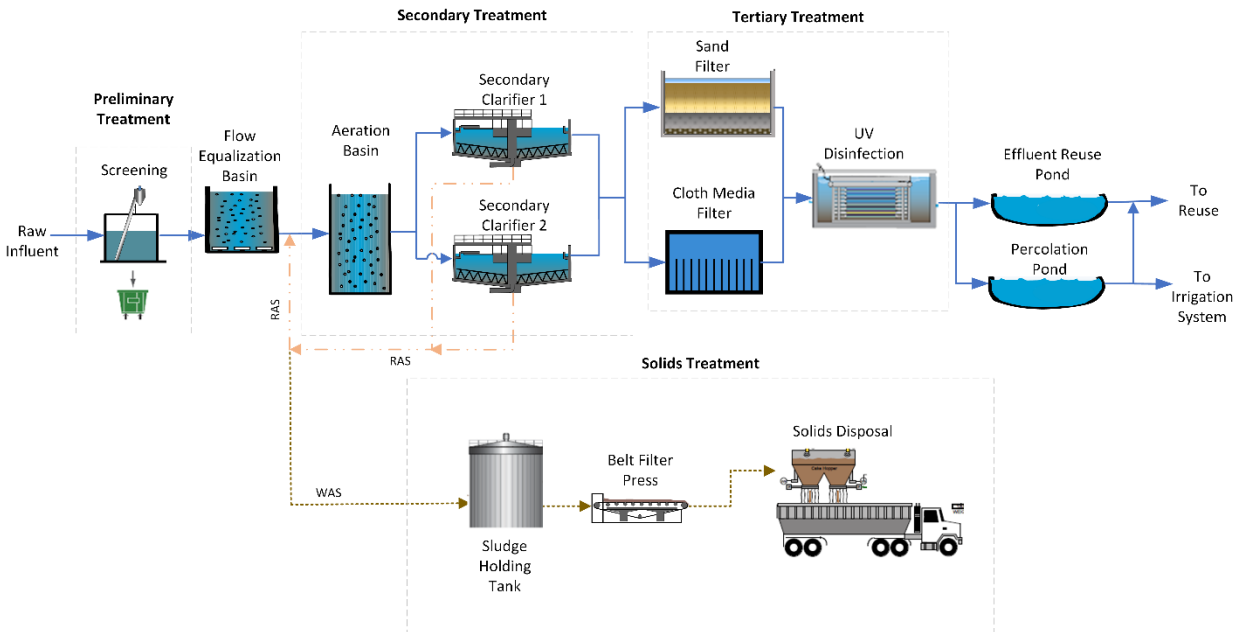 Secondary Treatment
Tertiary Treatment
Preliminary
Treatment
Screening
Raw
Influent
Flow
Equalization
Basin
Aeration
Basin
Secondary
Clarifier 1
Secondary
Clarifier 2
Sand
Filter
Cloth Media
Filter
UV
Disinfection
Effluent Reuse
Pond
Percolation
Pond
To
Reuse
To
Irrigation
System
RAS
RAS
WAS
Solids Treatment
Sludge
Holding
Tank
Belt Filter
Press
Solids Disposal
Cake Hopper